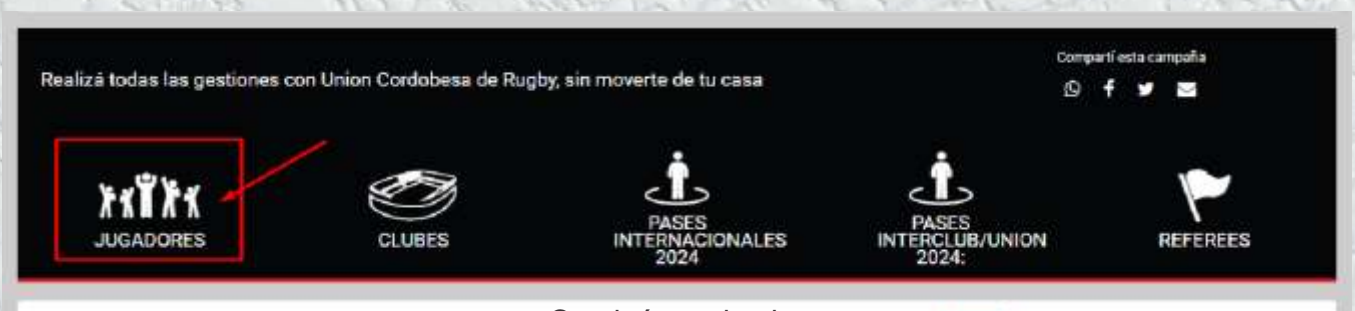 Compartí esta campaña
Realizá todas las gestiones con Union Cordobesa de Rugby, sin moverte de tu casa
JUGADORES
CLUBES
PASES
INTERNACIONALES
2024
PASES
INTERCLUB/UNION
2024:
REFEREES